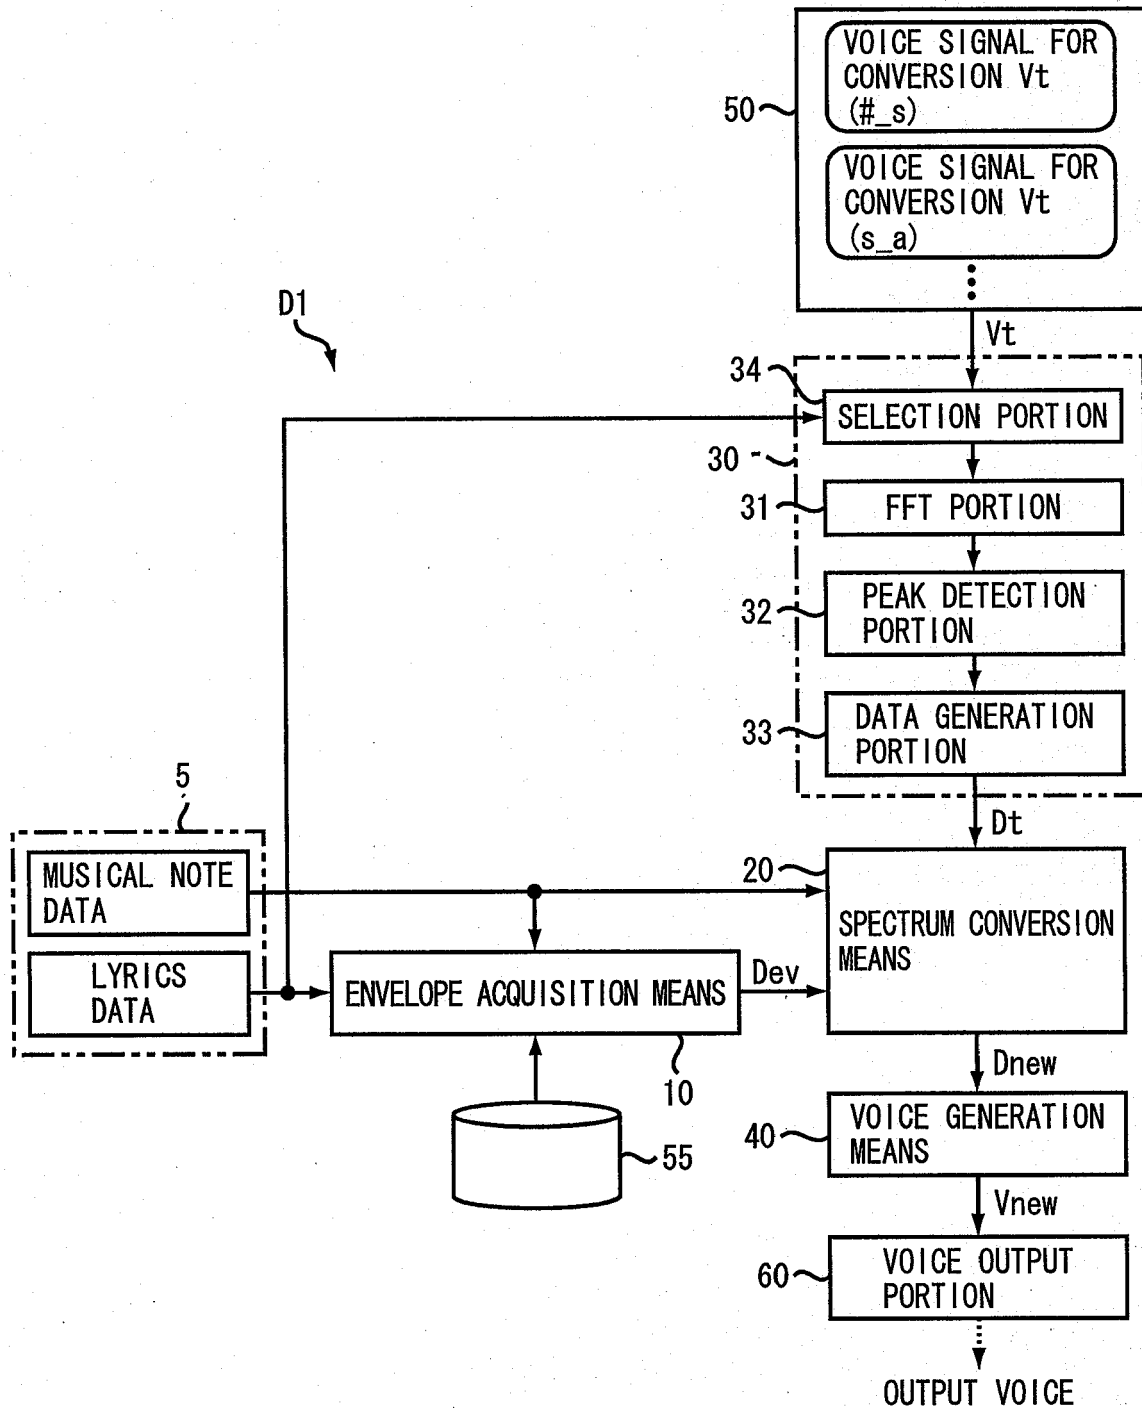 VOICE SIGNAL FOR
CONVERSION Vt
(#_s)
50
VOICE SIGNAL FOR
CONVERSION Vt
(s_a)
D1
Vt
34
SELECTION PORTION
30
31
FFT PORTION
32
PEAK DETECTION
PORTION
33
DATA GENERATION
PORTION
5
Dt
MUSICAL NOTE
DATA
20
SPECTRUM CONVERSION
MEANS
LYRICS
DATA
ENVELOPE ACQUISITION MEANS
Dev
10
Dnew
55
40
VOICE GENERATION
MEANS
Vnew
60
VOICE OUTPUT
PORTION
OUTPUT VOICE